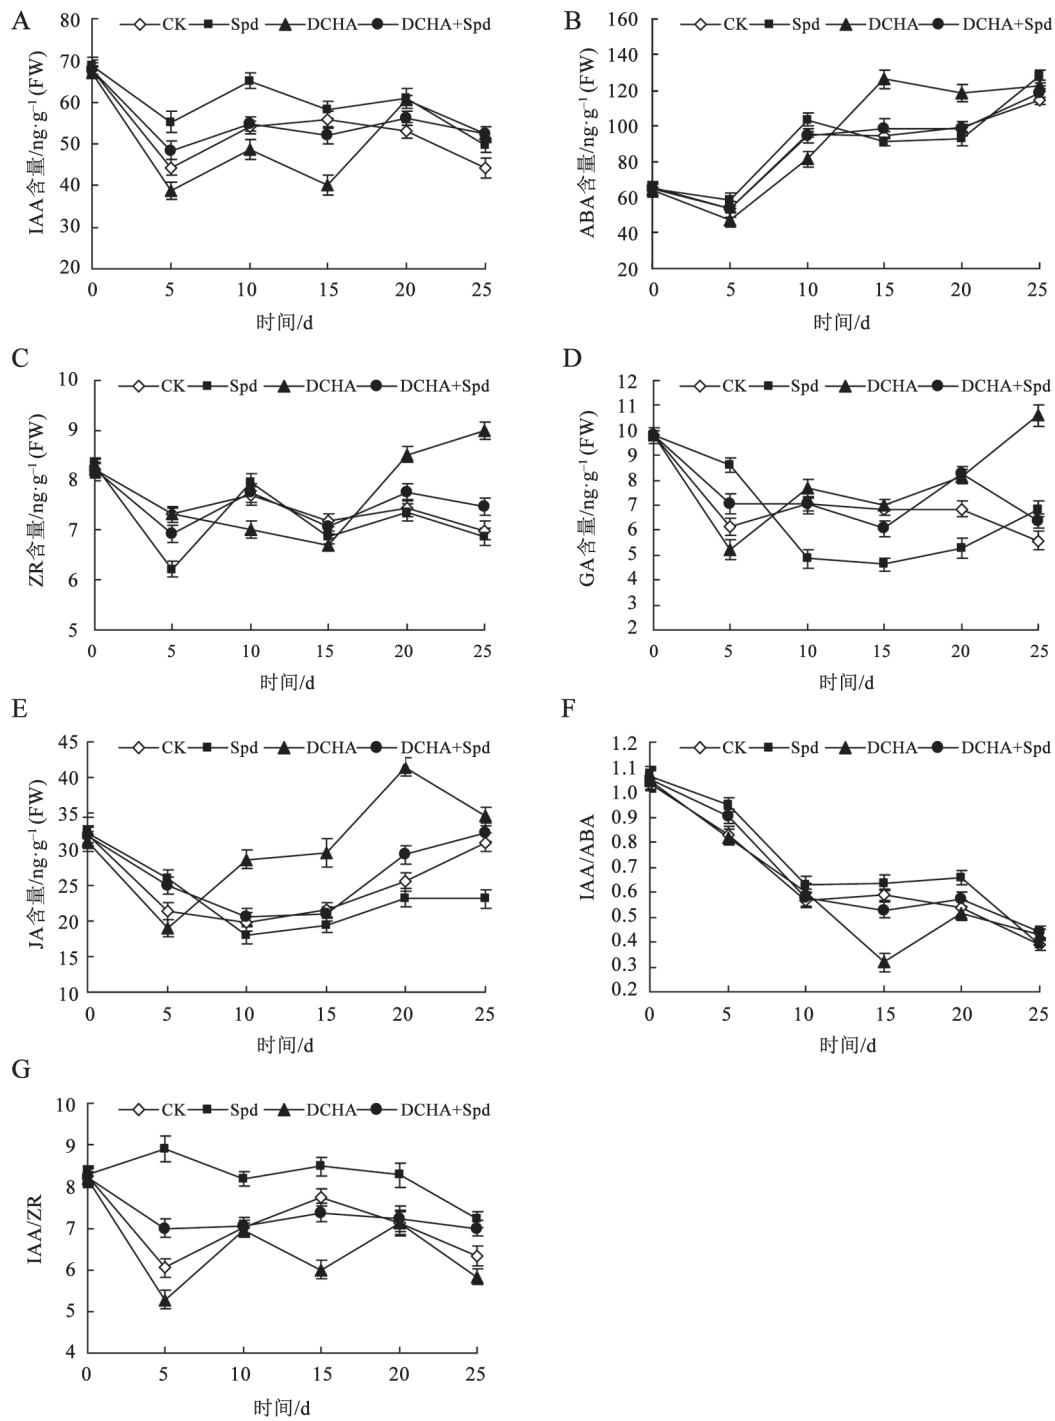 A
CK Spd DCHA DCHA+Spd
80
70
60
50
40
30
20
IAA含量/ng·g⁻¹ (FW)
0 5 10 15 20 25
时间/d
B
CK Spd DCHA DCHA+Spd
160
140
120
100
80
60
40
20
ABA含量/ng·g⁻¹ (FW)
0 5 10 15 20 25
时间/d
C
CK Spd DCHA DCHA+Spd
10
9
8
7
6
5
ZR含量/ng·g⁻¹ (FW)
0 5 10 15 20 25
时间/d
D
CK Spd DCHA DCHA+Spd
12
11
10
9
8
7
6
5
4
3
2
GA含量/ng·g⁻¹ (FW)
0 5 10 15 20 25
时间/d
E
CK Spd DCHA DCHA+Spd
45
40
35
30
25
20
15
10
JA含量/ng·g⁻¹ (FW)
0 5 10 15 20 25
时间/d
F
CK Spd DCHA DCHA+Spd
1.2
1.1
1.0
0.9
0.8
0.7
0.6
0.5
0.4
0.3
0.2
IAA/ABA
0 5 10 15 20 25
时间/d
G
CK Spd DCHA DCHA+Spd
10
9
8
7
6
5
4
IAA/ZR
0 5 10 15 20 25
时间/d